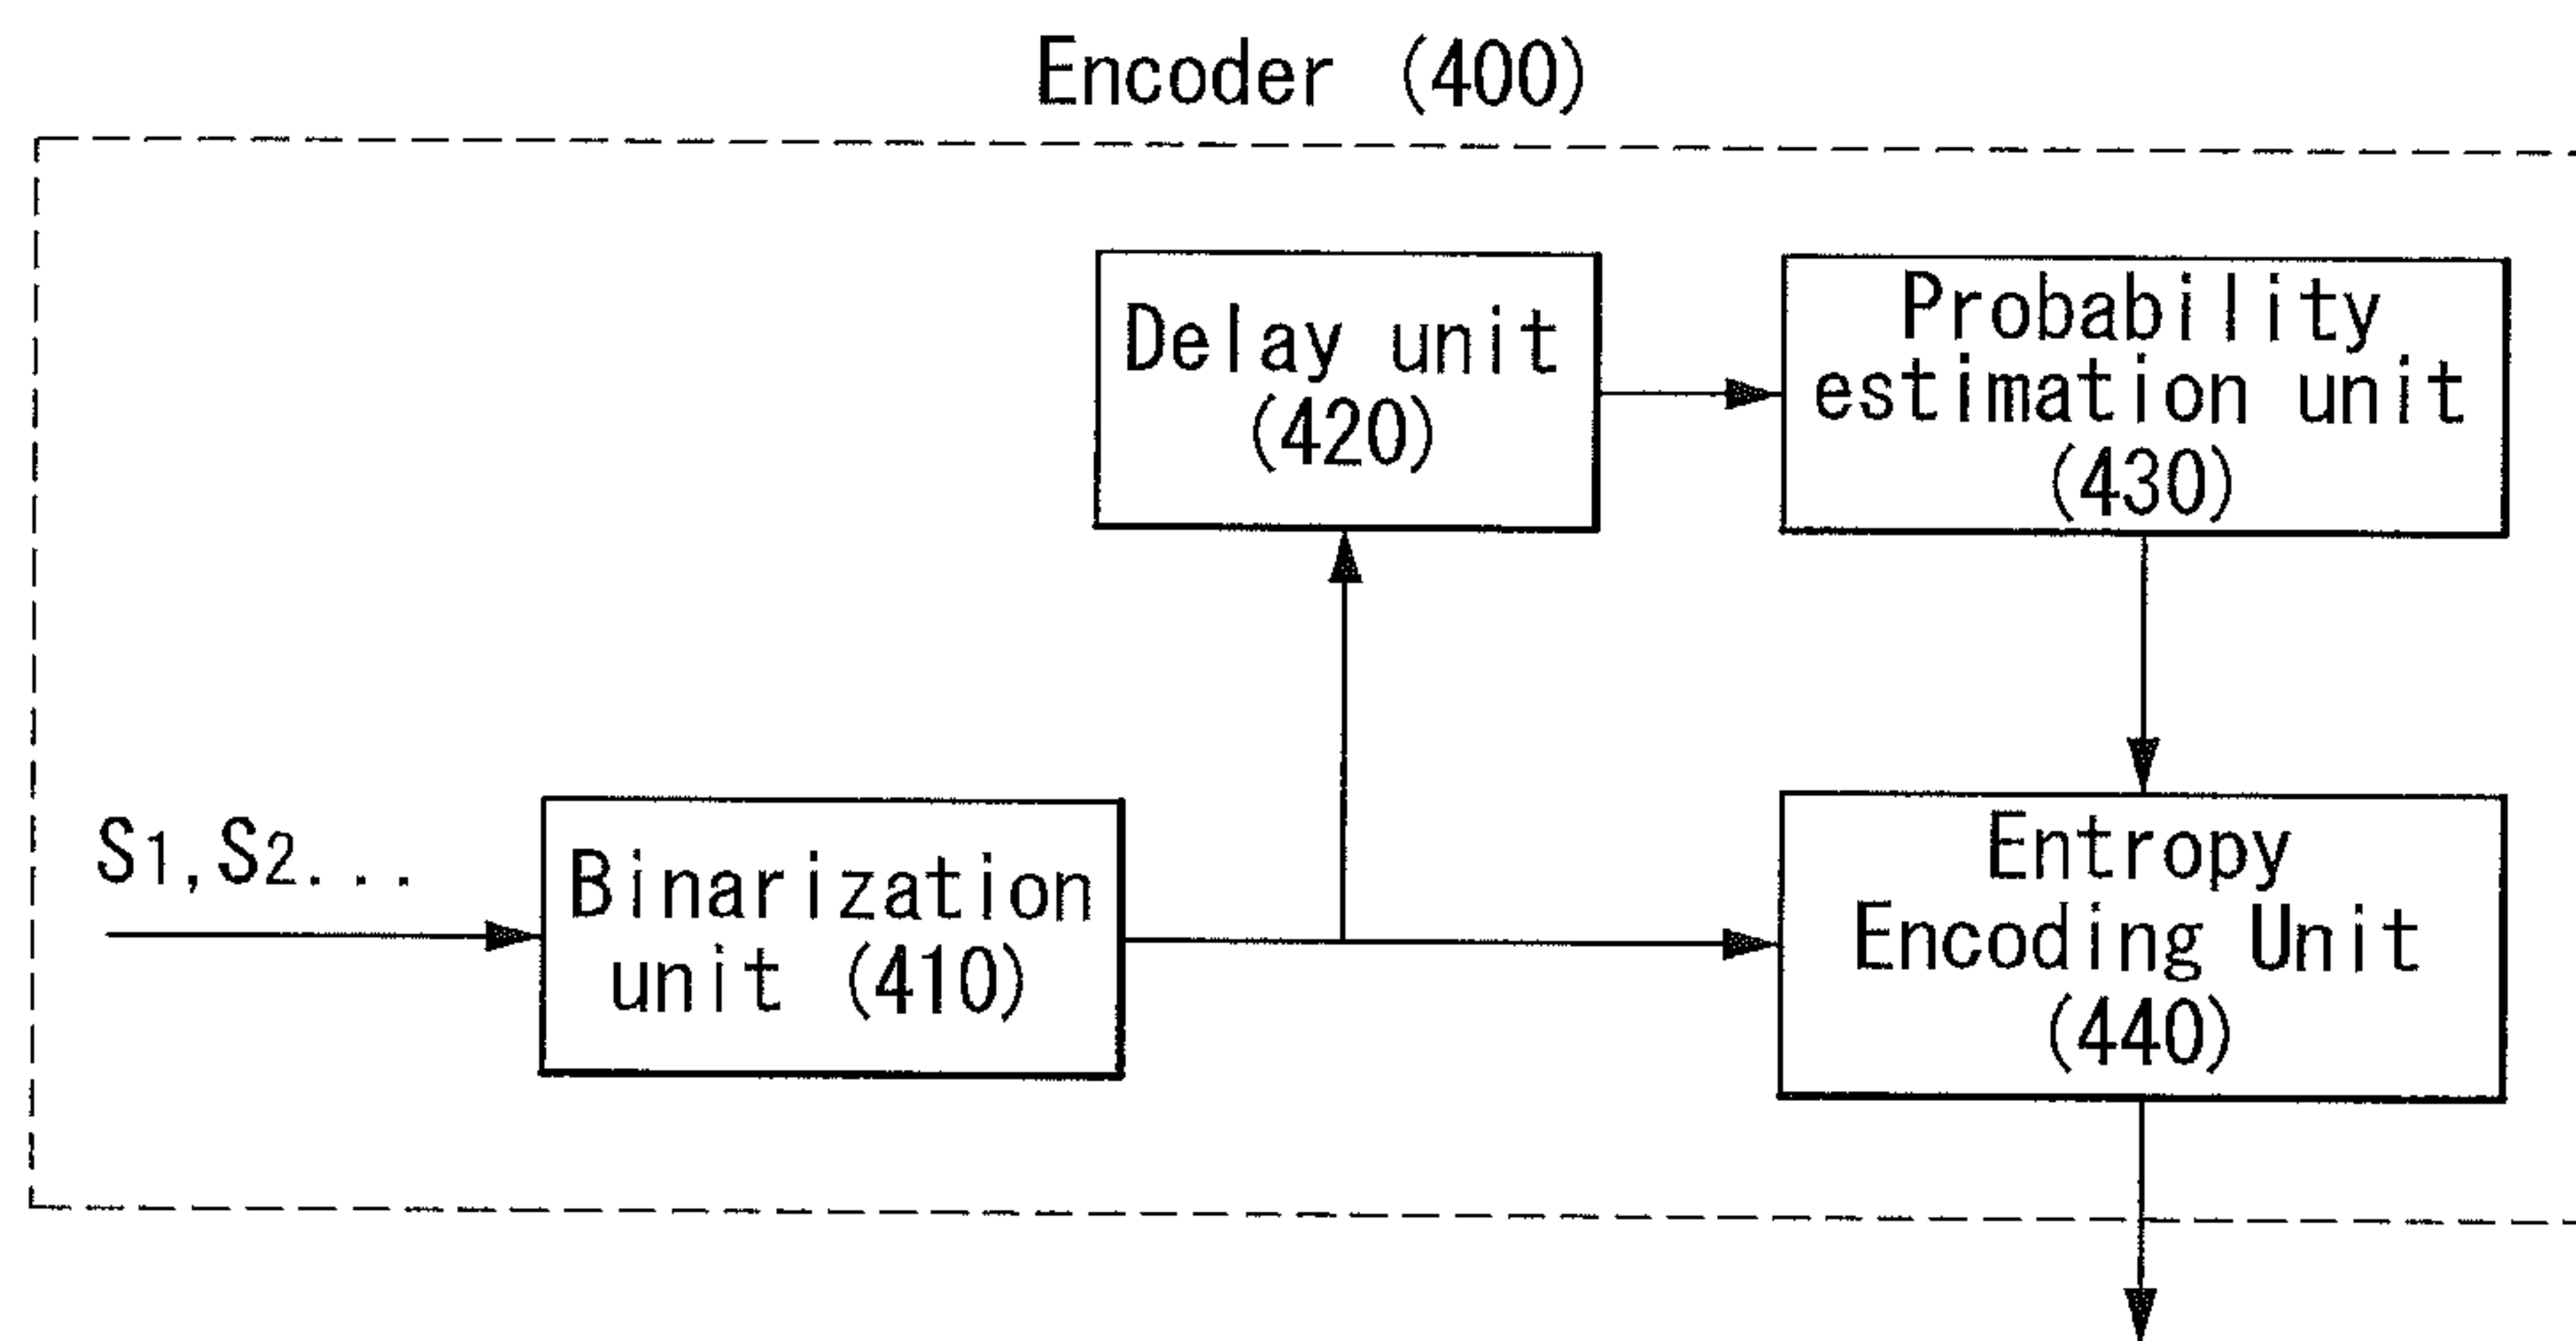 Encoder (400)
Delay unit
(420)
Probability
estimation unit
(430)
S1,S2...
Binarization
unit (410)
Entropy
Encoding Unit
(440)